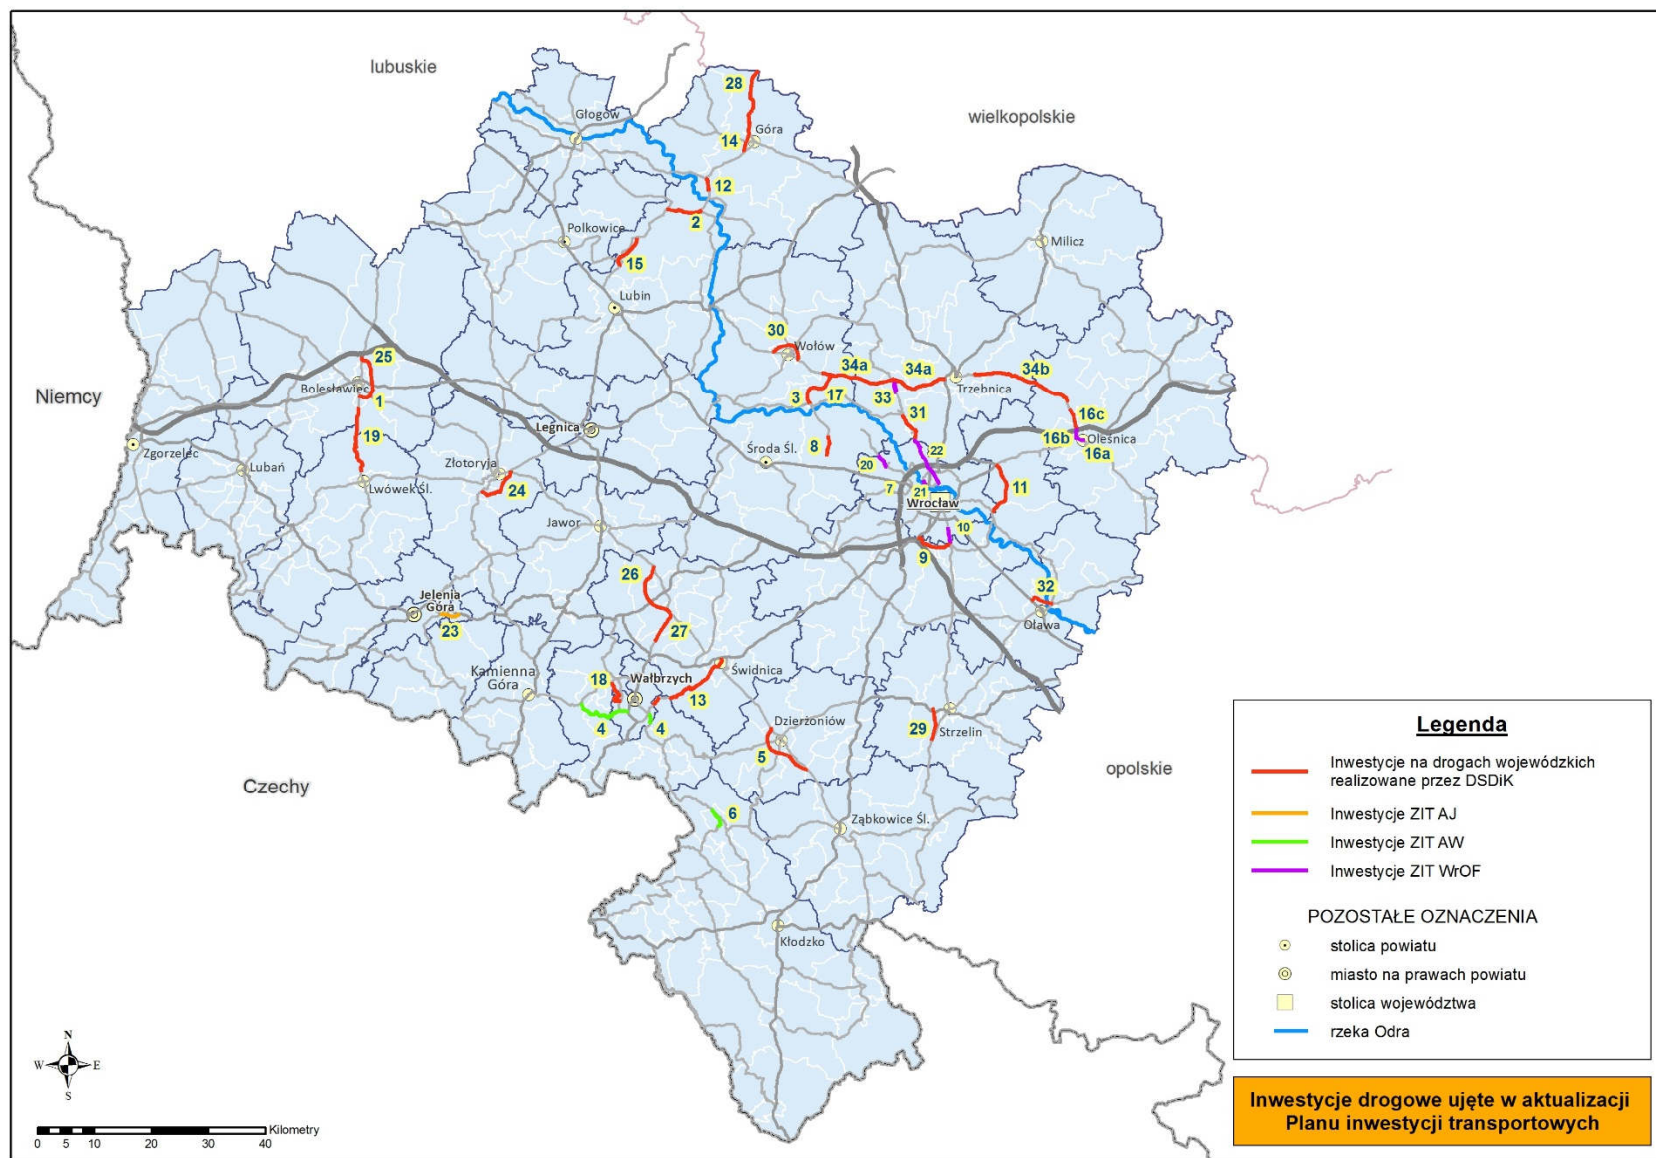 lubuskie
wielkopolskie
28
Głogów
14
Góra
12
2
Polkowice
Milicz
15
Lubin
30
Wołów
25
34a
34a
34b
Niemcy
Bolesławiec
Trzebnica
1
3
17
33
31
16c
19
Legnica
16b
Oleśnica
8
22
16a
Zgorzelec
Lubań
Złotoryja
Środa Śl.
20
Lwówek Śl.
24
7
21
11
Wrocław
Jawor
10
9
26
32
Jelenia
Góra
23
27
Oława
Kamienna
Góra
18
Wałbrzych
Świdnica
13
4
4
Dzierżoniów
29
Strzelin
5
opolskie
Czechy
6
Ząbkowice Śl.
Kłodzko
Legenda
Inwestycje na drogach wojewódzkich
realizowane przez DSDiK
Inwestycje ZIT AJ
Inwestycje ZIT AW
Inwestycje ZIT WrOF
POZOSTAŁE OZNACZENIA
stolica powiatu
miasto na prawach powiatu
stolica województwa
rzeka Odra
N
W
E
S
Kilometry
0 5 10 20 30 40
Inwestycje drogowe ujęte w aktualizacji
Planu inwestycji transportowych